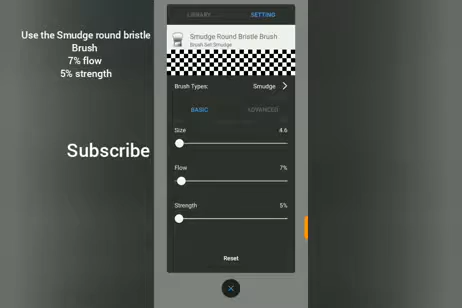 Use the Smudge round bristle
Brush
7% flow
5% strength
Subscribe
LIBRARY SETTING
Smudge Round Bristle Brush
Brush Set:Smudge
Brush Types: Smudge
BASIC ADVANCED
Size 4.6
Flow 7%
Strength 5%
Reset